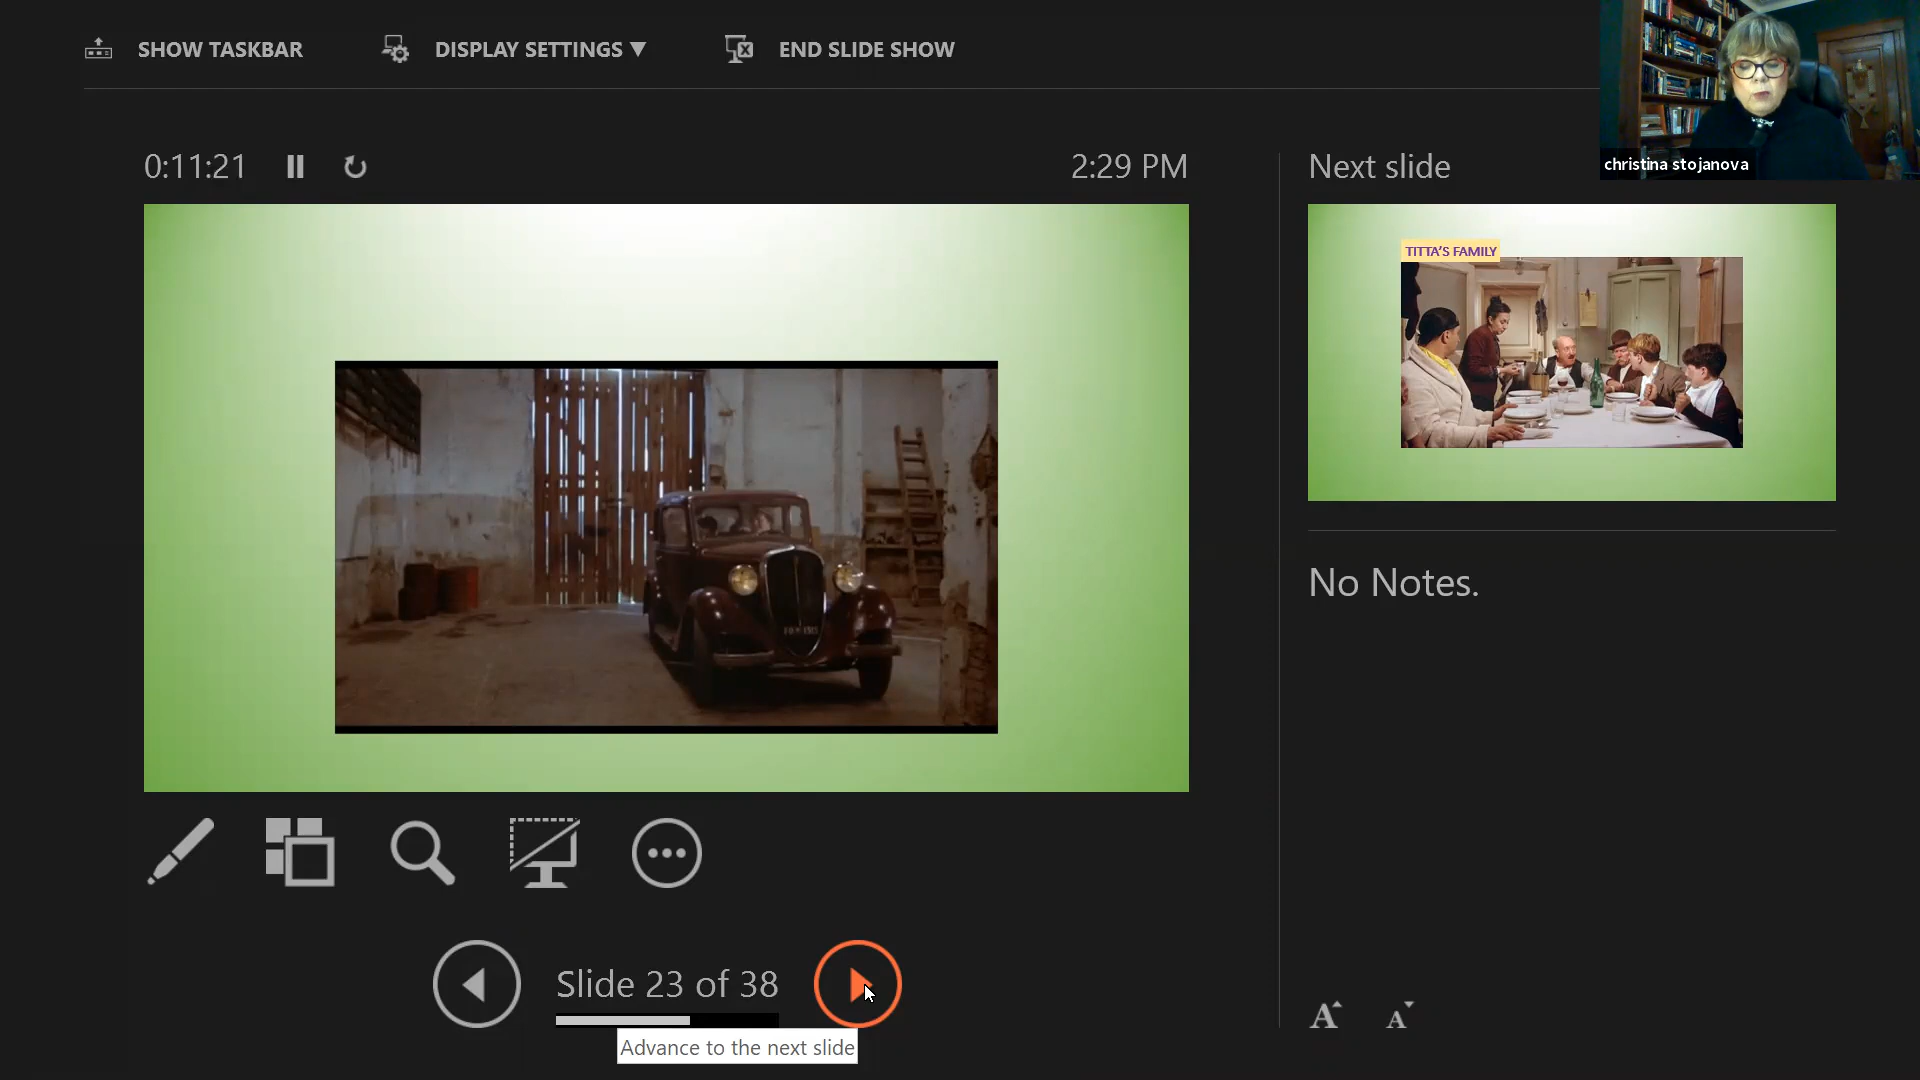 SHOW TASKBAR
DISPLAY SETTINGS ▼
END SLIDE SHOW
christina stojanova
0:11:21
2:29 PM
Next slide
TITTA'S FAMILY
No Notes.
Slide 23 of 38
Advance to the next slide
A
A